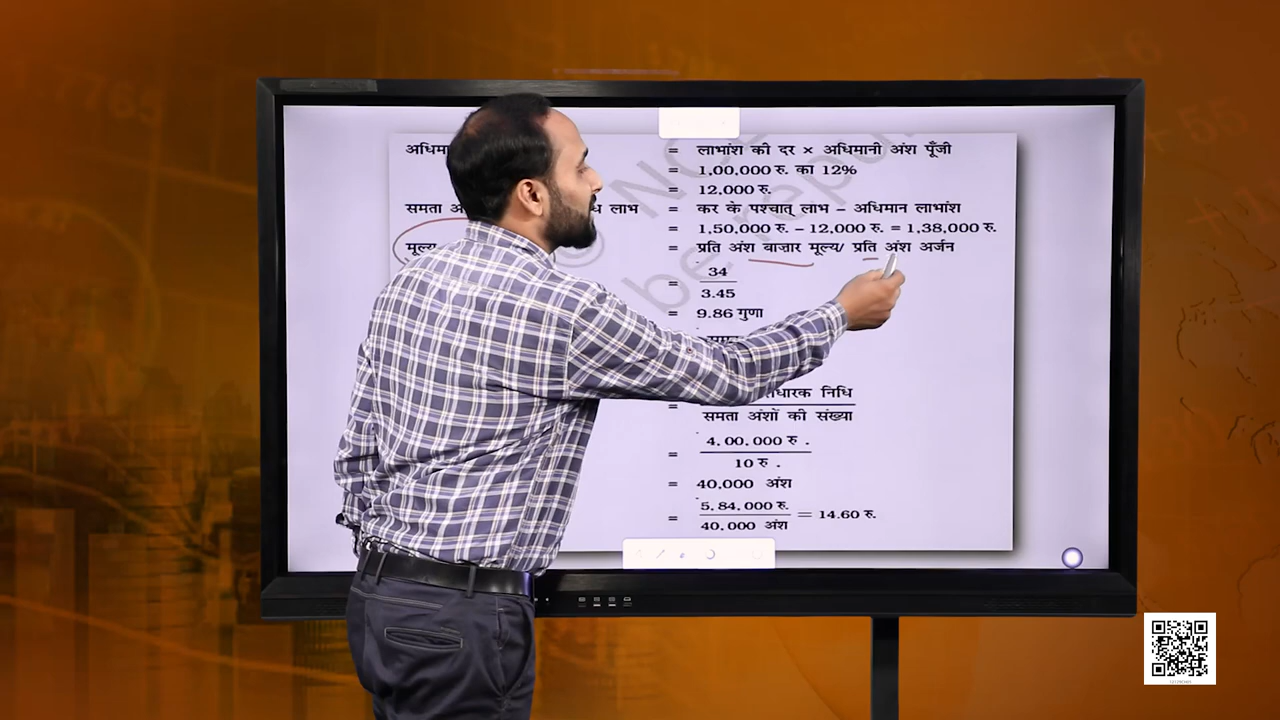 = लाभांश की दर × अधिमानी अंश पूँजी
= 1,00,000 रु. का 12%
= 12,000 रु.
समता लाभ = कर के पश्चात् लाभ – अधिमान लाभांश
= 1,50,000 रु. – 12,000 रु. = 1,38,000 रु.
मूल्य = प्रति अंश बाज़ार मूल्य/ प्रति अंश अर्जन
= 34
3.45
= 9.86 गुणा
= निधि
समता अंशों की संख्या
= 4,00,000 रु.
10 रु.
= 40,000 अंश
= 5,84,000 रु. = 14.60 रु.
40,000 अंश